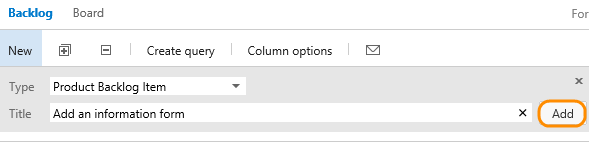 Backlog Board For
New Create query Column options
Type Product Backlog Item
Title Add an information form Add